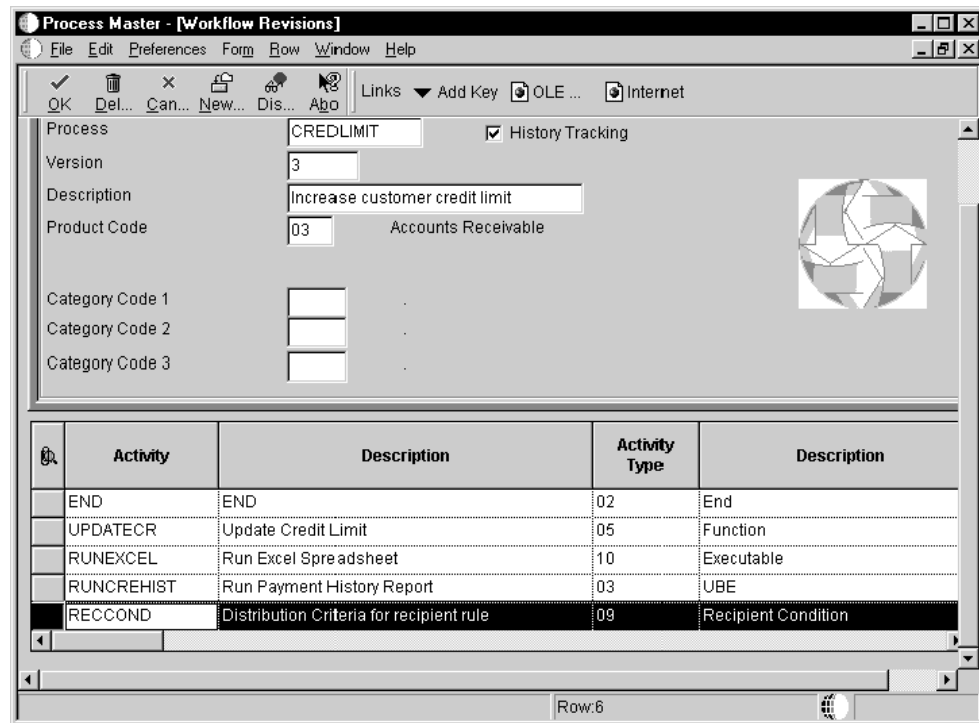 Process Master - [Workflow Revisions]
File Edit Preferences Form Row Window Help
OK Del... Can... New... Dis... Abo Links Add Key OLE ... Internet
Process CREDLIMIT History Tracking
Version 3
Description Increase customer credit limit
Product Code 03 Accounts Receivable
Category Code 1 .
Category Code 2 .
Category Code 3 .
Activity Description Activity Type Description
END END 02 End
UPDATECR Update Credit Limit 05 Function
RUNEXCEL Run Excel Spreadsheet 10 Executable
RUNCREHIST Run Payment History Report 03 UBE
RECCOND Distribution Criteria for recipient rule 09 Recipient Condition
Row:6